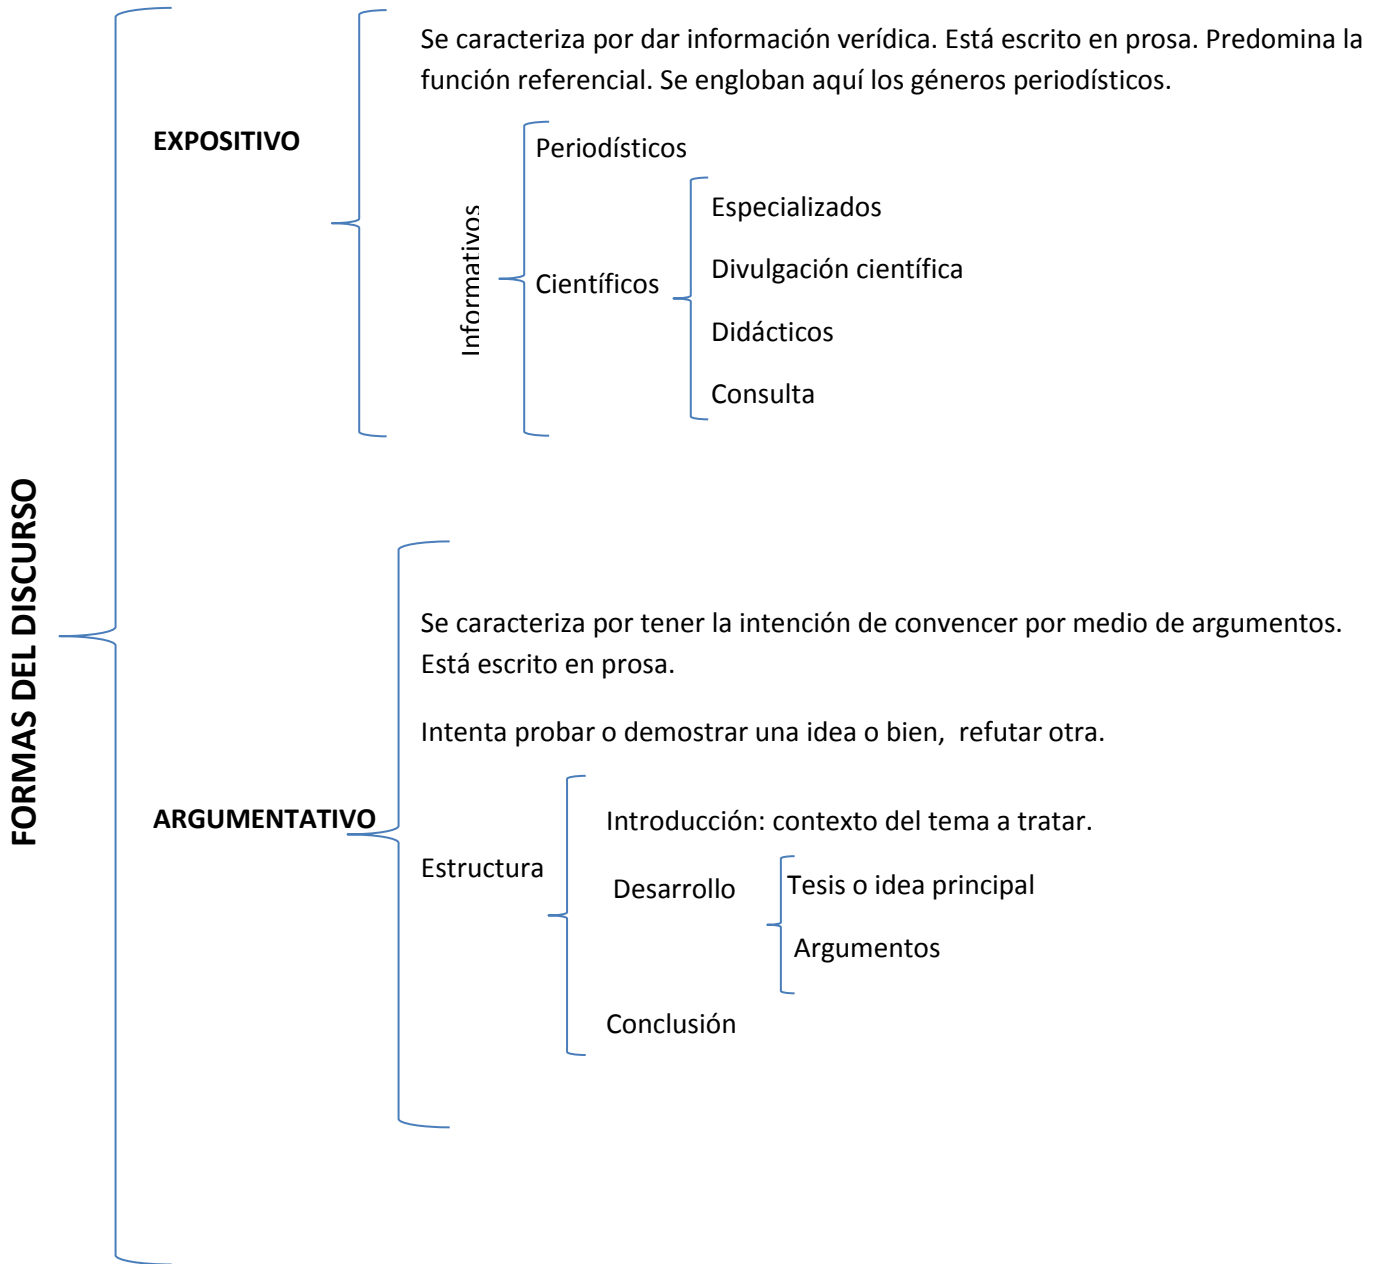 FORMAS DEL DISCURSO
EXPOSITIVO
Se caracteriza por dar información verídica. Está escrito en prosa. Predomina la
función referencial. Se engloban aquí los géneros periodísticos.
Informativos
Periodísticos
Científicos
Especializados
Divulgación científica
Didácticos
Consulta
ARGUMENTATIVO
Se caracteriza por tener la intención de convencer por medio de argumentos.
Está escrito en prosa.
Intenta probar o demostrar una idea o bien, refutar otra.
Estructura
Introducción: contexto del tema a tratar.
Desarrollo
Tesis o idea principal
Argumentos
Conclusión